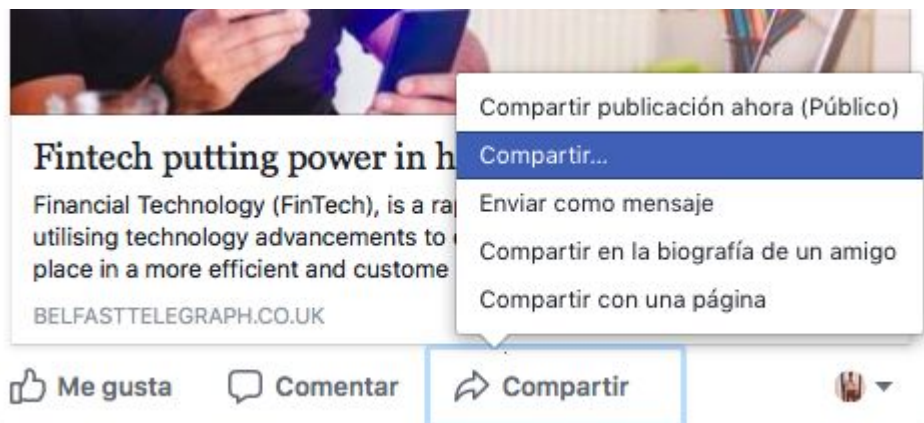 Fintech putting power in h
Financial Technology (FinTech), is a ra
utilising technology advancements to
place in a more efficient and custome
BELFASTTELEGRAPH.CO.UK
Compartir publicación ahora (Público)
Compartir...
Enviar como mensaje
Compartir en la biografía de un amigo
Compartir con una página
Me gusta
Comentar
Compartir